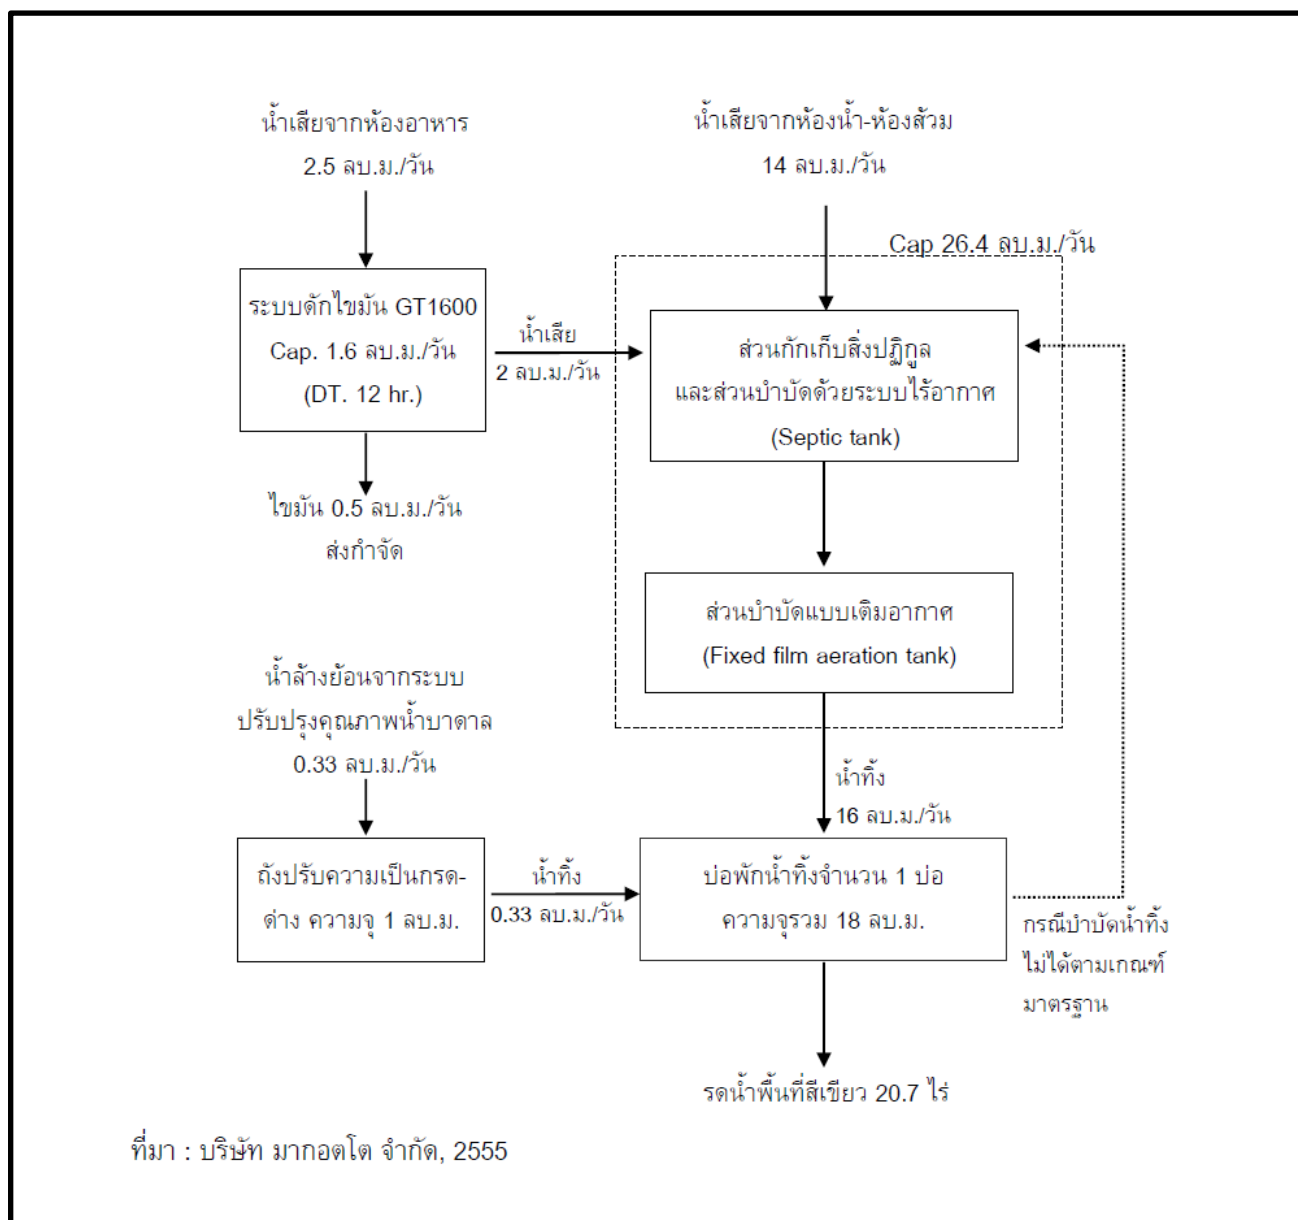 น้ำเสียจากห้องอาหาร
2.5 ลบ.ม./วัน
น้ำเสียจากห้องน้ำ-ห้องส้วม
14 ลบ.ม./วัน
Cap 26.4 ลบ.ม./วัน
ระบบดักไขมัน GT1600
Cap. 1.6 ลบ.ม./วัน
(DT. 12 hr.)
น้ำเสีย
2 ลบ.ม./วัน
ส่วนกักเก็บสิ่งปฏิกูล
และส่วนบำบัดด้วยระบบไร้อากาศ
(Septic tank)
ไขมัน 0.5 ลบ.ม./วัน
ส่งกำจัด
ส่วนบำบัดแบบเติมอากาศ
(Fixed film aeration tank)
น้ำล้างย้อนจากระบบ
ปรับปรุงคุณภาพน้ำบาดาล
0.33 ลบ.ม./วัน
น้ำทิ้ง
16 ลบ.ม./วัน
ถังปรับความเป็นกรด-
ด่าง ความจุ 1 ลบ.ม.
น้ำทิ้ง
0.33 ลบ.ม./วัน
บ่อพักน้ำทิ้งจำนวน 1 บ่อ
ความจุรวม 18 ลบ.ม.
กรณีบำบัดน้ำทิ้ง
ไม่ได้ตามเกณฑ์
มาตรฐาน
รดน้ำพื้นที่สีเขียว 20.7 ไร่
ที่มา : บริษัท มากอตโต จำกัด, 2555